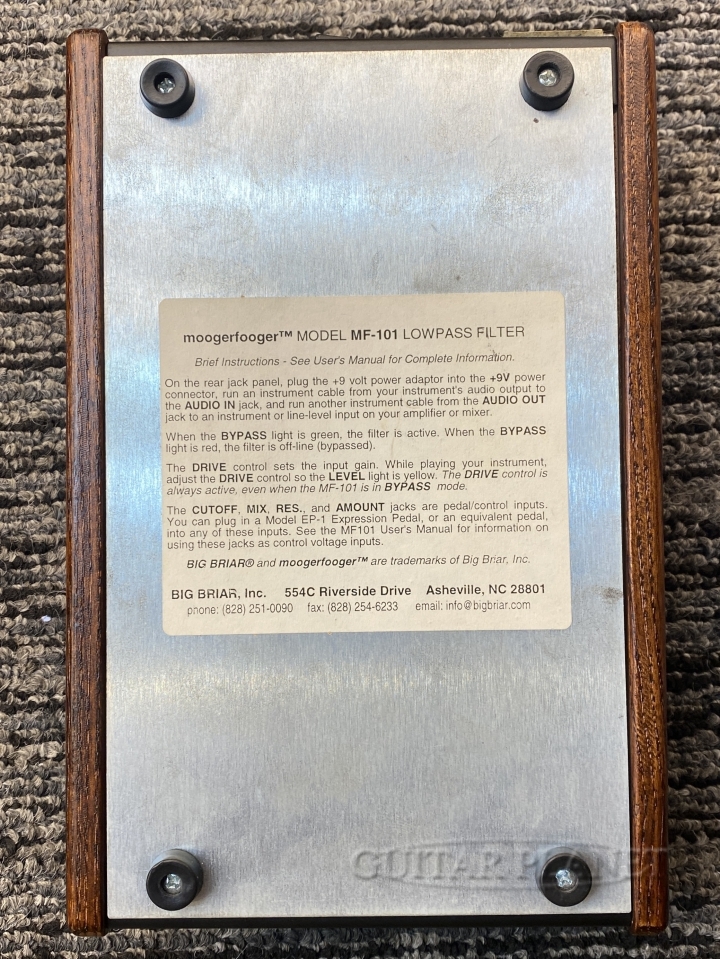 moogerfooger™ MODEL MF-101 LOWPASS FILTER
Brief Instructions - See User's Manual for Complete Information.
On the rear jack panel, plug the +9 volt power adaptor into the +9V power
connector, run an instrument cable from your instrument's audio output to
the AUDIO IN jack, and run another instrument cable from the AUDIO OUT
jack to an instrument or line-level input on your amplifier or mixer.
When the BYPASS light is green, the filter is active. When the BYPASS
light is red, the filter is off-line (bypassed).
The DRIVE control sets the input gain. While playing your instrument,
adjust the DRIVE control so the LEVEL light is yellow. The DRIVE control is
always active, even when the MF-101 is in BYPASS mode.
The CUTOFF, MIX, RES., and AMOUNT jacks are pedal/control inputs.
You can plug in a Model EP-1 Expression Pedal, or an equivalent pedal,
into any of these inputs. See the MF101 User's Manual for information on
using these jacks as control voltage inputs.
BIG BRIAR® and moogerfooger™ are trademarks of Big Briar, Inc.
BIG BRIAR, Inc. 554C Riverside Drive Asheville, NC 28801
phone: (828) 251-0090 fax: (828) 254-6233 email: info@bigbriar.com
GUITAR PLANET